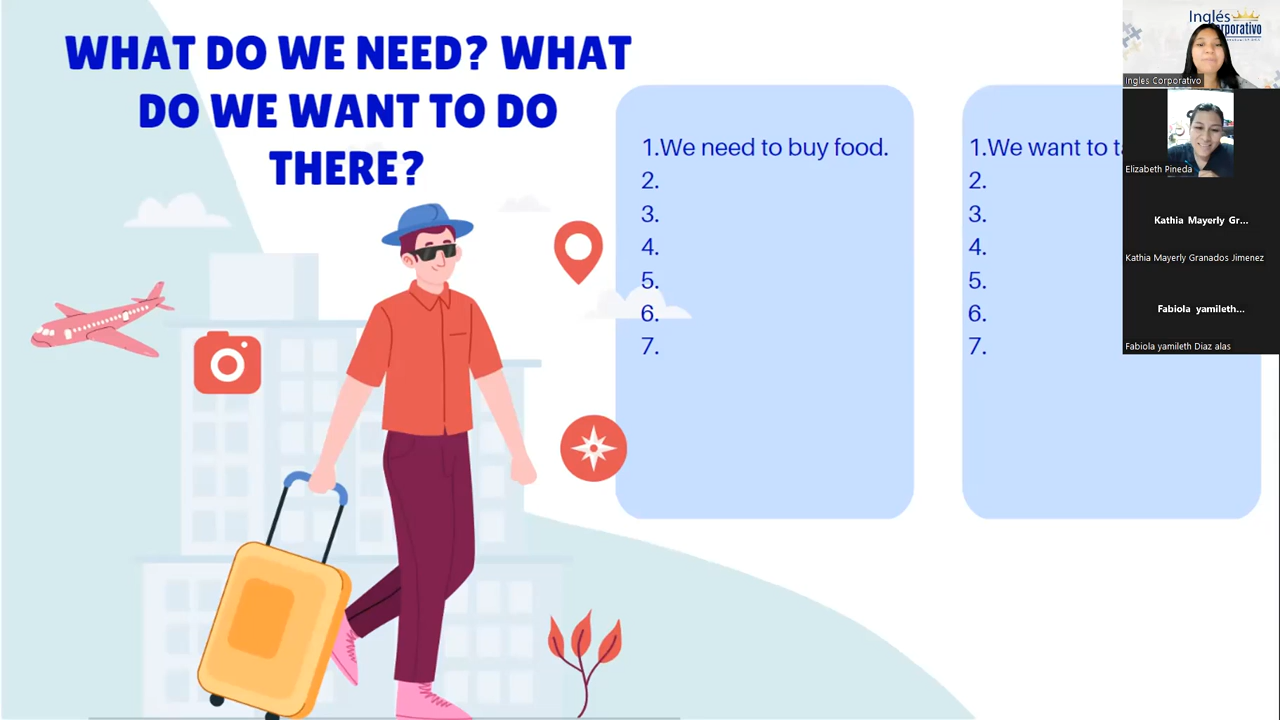 WHAT DO WE NEED? WHAT
DO WE WANT TO DO
THERE?
1.We need to buy food.
2.
3.
4.
5.
6.
7.
1.We want to
2.
3.
4.
5.
6.
7.
Inglés
Ingles Corporativo
Elizabeth Pineda
Kathia Mayerly Gr...
Kathia Mayerly Granados Jimenez
Fabiola yamileth...
Fabiola yamileth Diaz alas